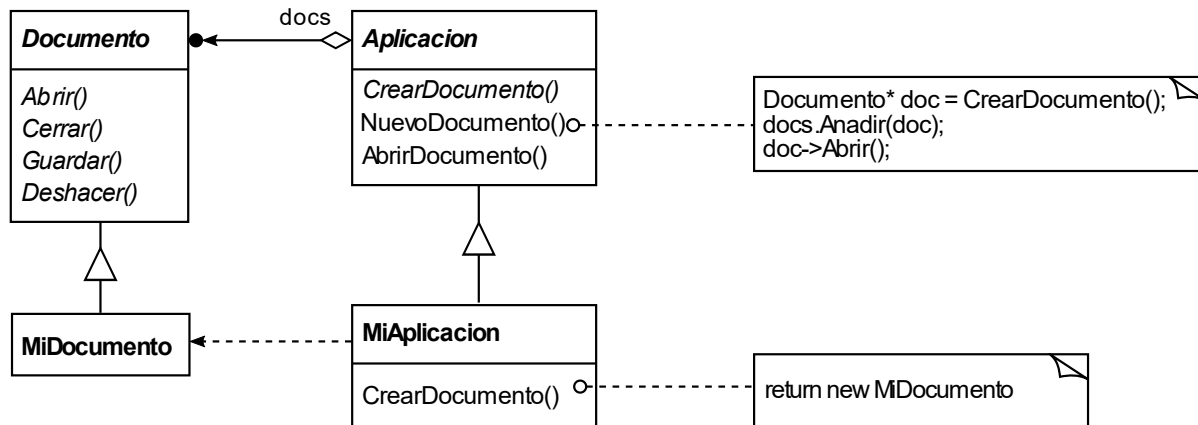 docs
Documento
Abrir()
Cerrar()
Guardar()
Deshacer()
Aplicacion
CrearDocumento()
NuevoDocumento()
AbrirDocumento()
Documento* doc = CrearDocumento();
docs.Anadir(doc);
doc->Abrir();
MiDocumento
MiAplicacion
CrearDocumento()
return new MiDocumento